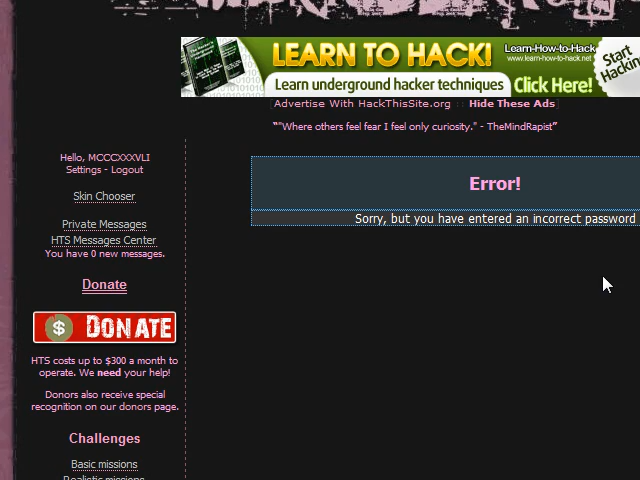 LEARN TO HACK!
Learn-How-to-Hack
www.learn-how-to-hack.net
Start
Learn underground hacker techniques
Click Here!
Advertise With HackThisSite.org :: Hide These Ads
“"Where others feel fear I feel only curiosity." - TheMindRapist”
Hello, MCCCXXXVLI
Settings - Logout
Skin Chooser
Private Messages
HTS Messages Center
You have 0 new messages.
Donate
$ DONATE
HTS costs up to $300 a month to
operate. We need your help!
Donors also receive special
recognition on our donors page.
Challenges
Basic missions
Realistic missions
Error!
Sorry, but you have entered an incorrect password